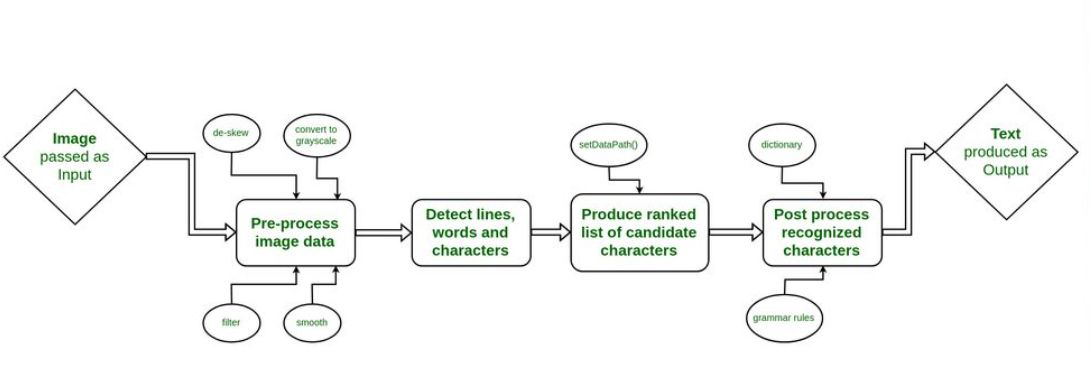 Image
passed as
Input
de-skew
convert to
grayscale
Pre-process
image data
filter
smooth
Detect lines,
words and
characters
setDataPath()
Produce ranked
list of candidate
characters
dictionary
Post process
recognized
characters
grammar rules
Text
produced as
Output